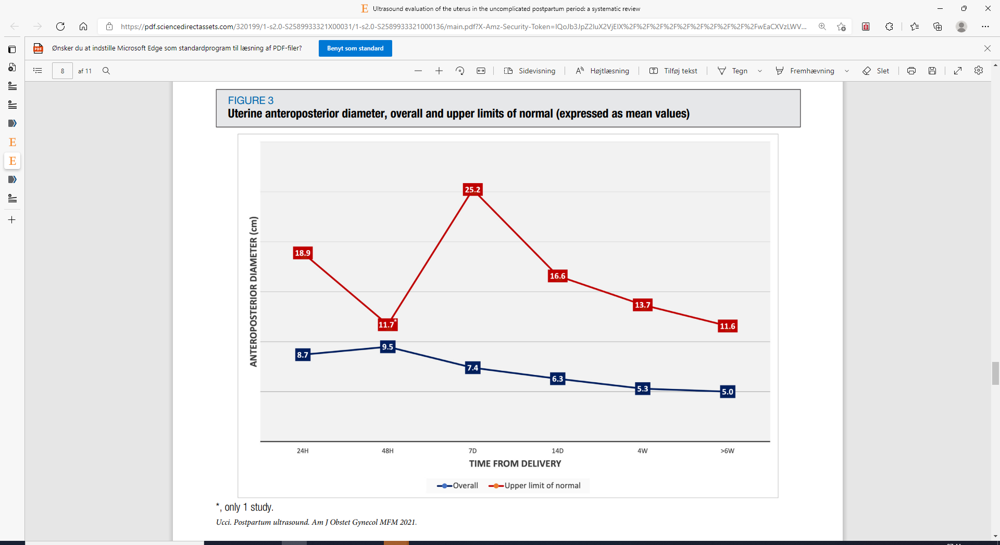 E Ultrasound evaluation of the uterus in the uncomplicated postpartum period: a systematic review
https://pdf.sciencedirectassets.com/320199/1-s2.0-S2589933321X00031/1-s2.0-S2589933321000136/main.pdf?X-Amz-Security-Token=IQoJb3JpZ2luX2VjEIX%2F%2F%2F%2F%2F%2F%2F%2F%2F%2FwEaCXVzLWV...
PDF Ønsker du at indstille Microsoft Edge som standardprogram til læsning af PDF-filer? Benyt som standard
8 af 11 Sidevisning Højtlæsning Tilføj tekst Tegn Fremhævning Slet
E
E
FIGURE 3
Uterine anteroposterior diameter, overall and upper limits of normal (expressed as mean values)
ANTEROPOSTERIOR DIAMETER (cm)
25.2
18.9
16.6
13.7
11.7*
11.6
9.5
8.7
7.4
6.3
5.3
5.0
24H 48H 7D 14D 4W >6W
TIME FROM DELIVERY
Overall Upper limit of normal
*, only 1 study.
Ucci. Postpartum ultrasound. Am J Obstet Gynecol MFM 2021.